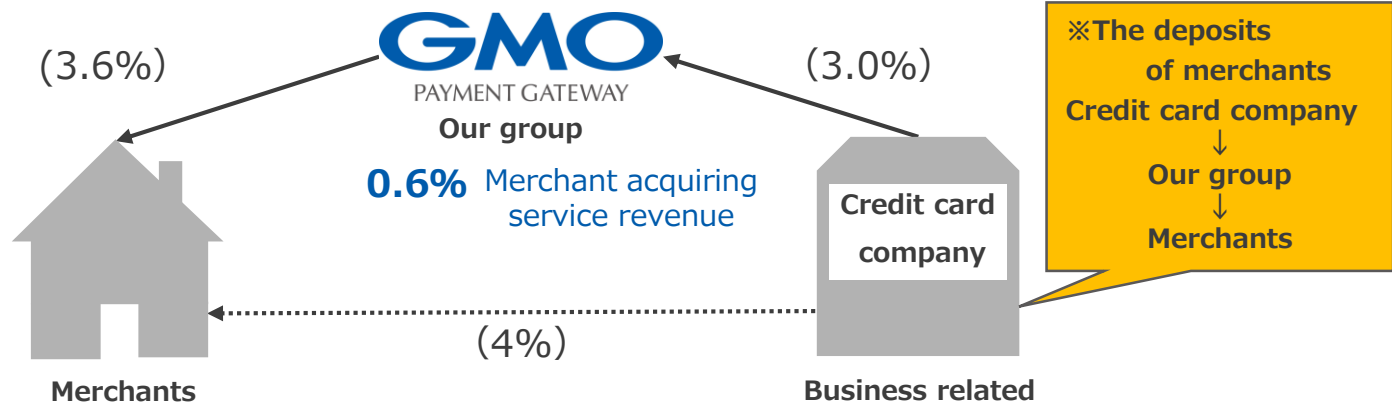 (3.6%)
GMO
PAYMENT GATEWAY
Our group
0.6% Merchant acquiring
service revenue
(3.0%)
Credit card
company
※The deposits
of merchants
Credit card company
↓
Our group
↓
Merchants
(4%)
Merchants
Business related